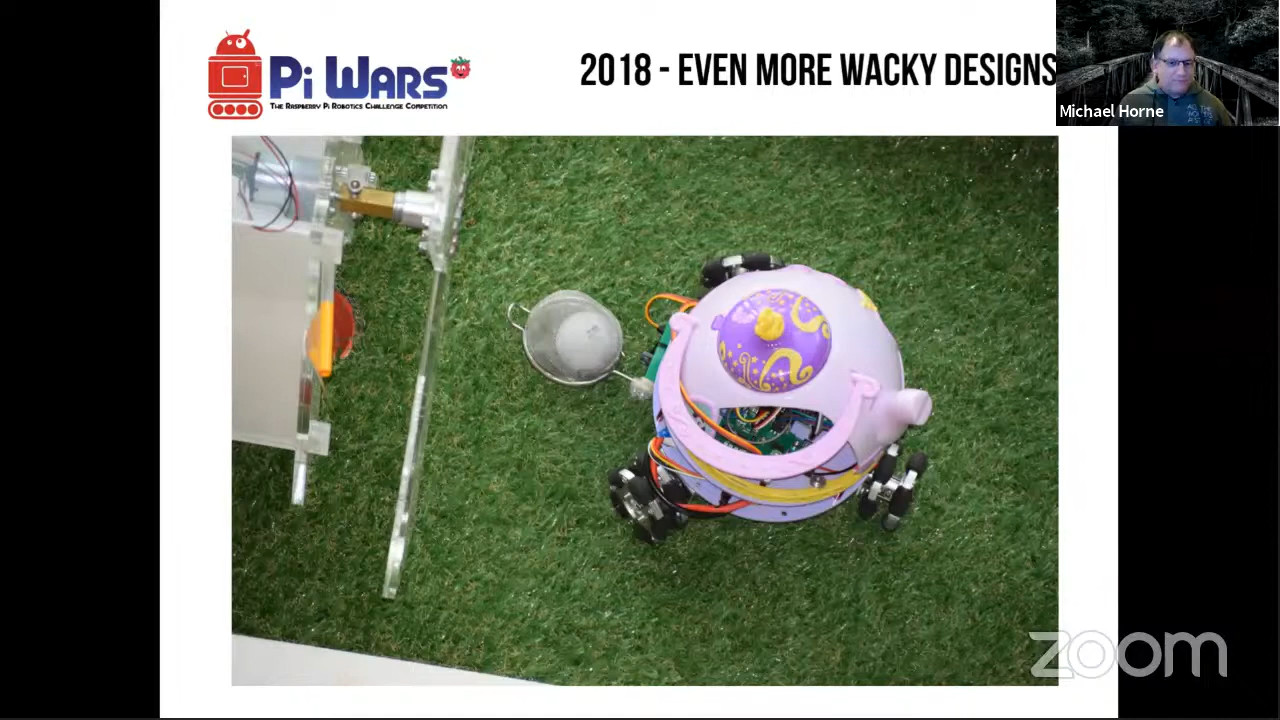 Pi Wars
The Raspberry Pi Robotics Challenge Competition
2018 - EVEN MORE WACKY DESIGNS
Michael Horne
zoom